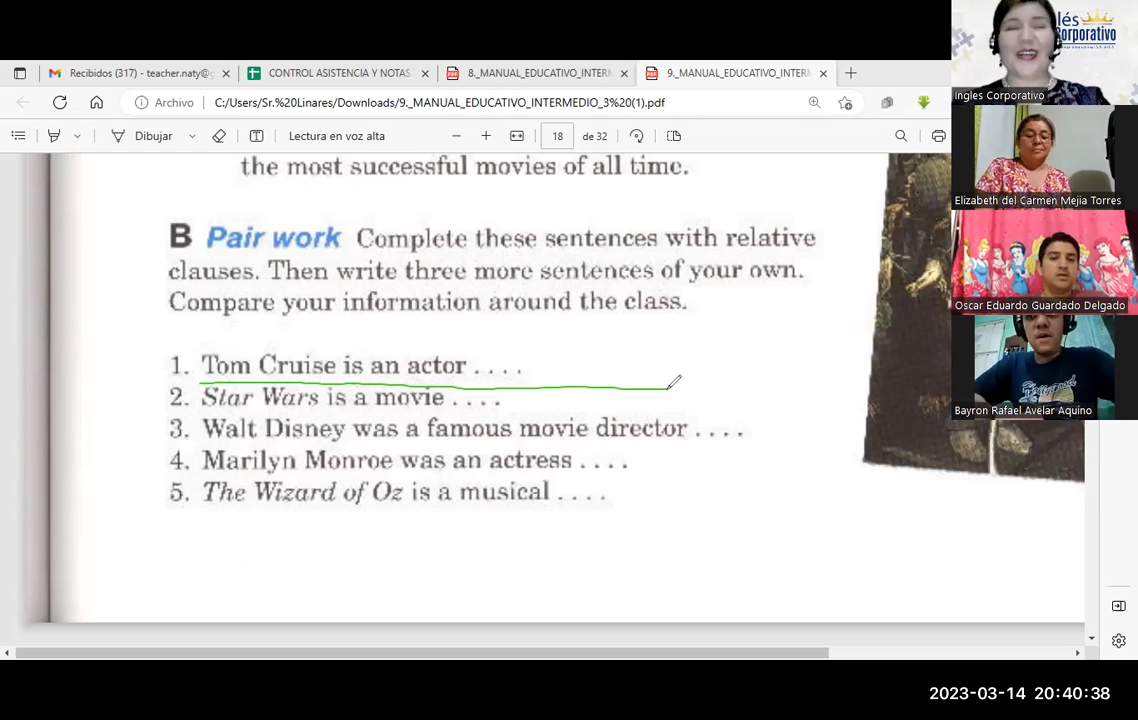 lés
Corporativo
Recibidos (317) - teacher.naty@g
CONTROL ASISTENCIA Y NOTAS
8._MANUAL_EDUCATIVO_INTERM
9._MANUAL_EDUCATIVO_INTERM
Archivo
C:/Users/Sr.%20Linares/Downloads/9._MANUAL_EDUCATIVO_INTERMEDIO_3%20(1).pdf
ingles Corporativo
Dibujar
Lectura en voz alta
18
de 32
the most successful movies of all time.
Elizabeth del Carmen Mejia Torres
B Pair work Complete these sentences with relative
clauses. Then write three more sentences of your own.
Compare your information around the class.
Oscar Eduardo Guardado Delgado
1. Tom Cruise is an actor . . . .
2. Star Wars is a movie . . . .
3. Walt Disney was a famous movie director . . . .
4. Marilyn Monroe was an actress . . . .
5. The Wizard of Oz is a musical . . . .
Bayron Rafael Avelar Aquino
2023-03-14 20:40:38